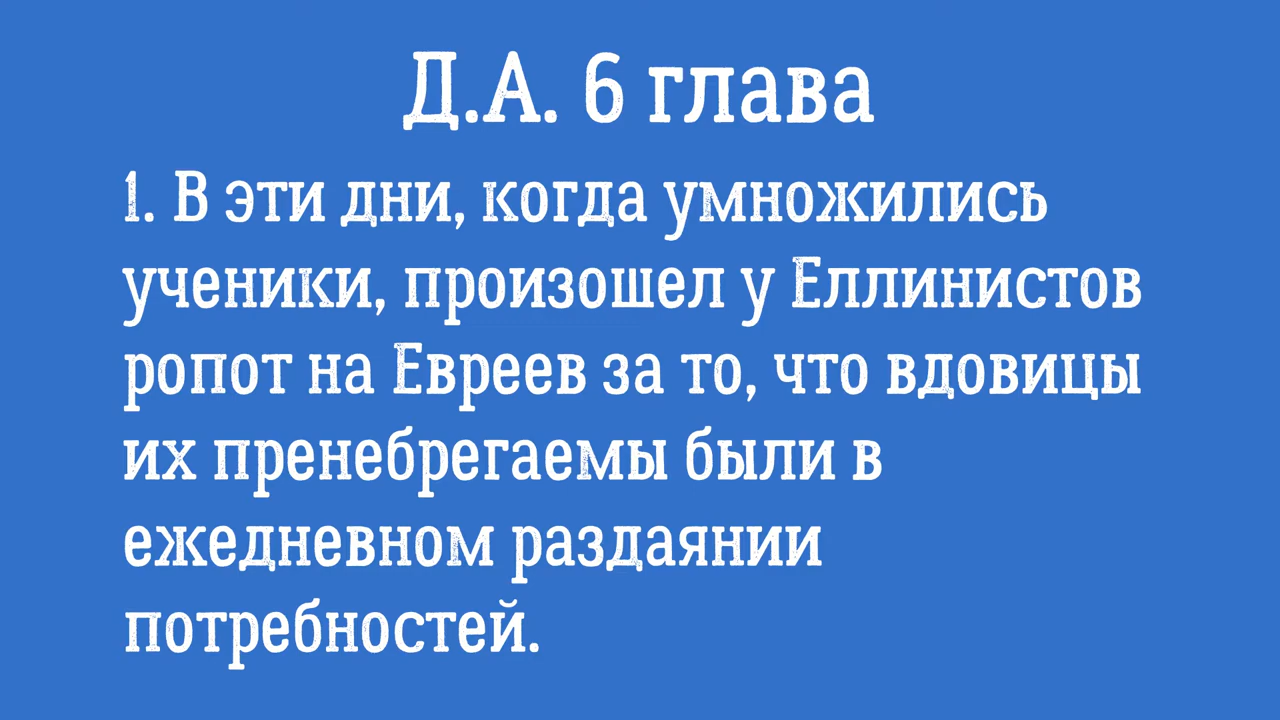 Д.А. 6 глава
1. В эти дни, когда умножились
ученики, произошел у Еллинистов
ропот на Евреев за то, что вдовицы
их пренебрегаемы были в
ежедневном раздаянии
потребностей.